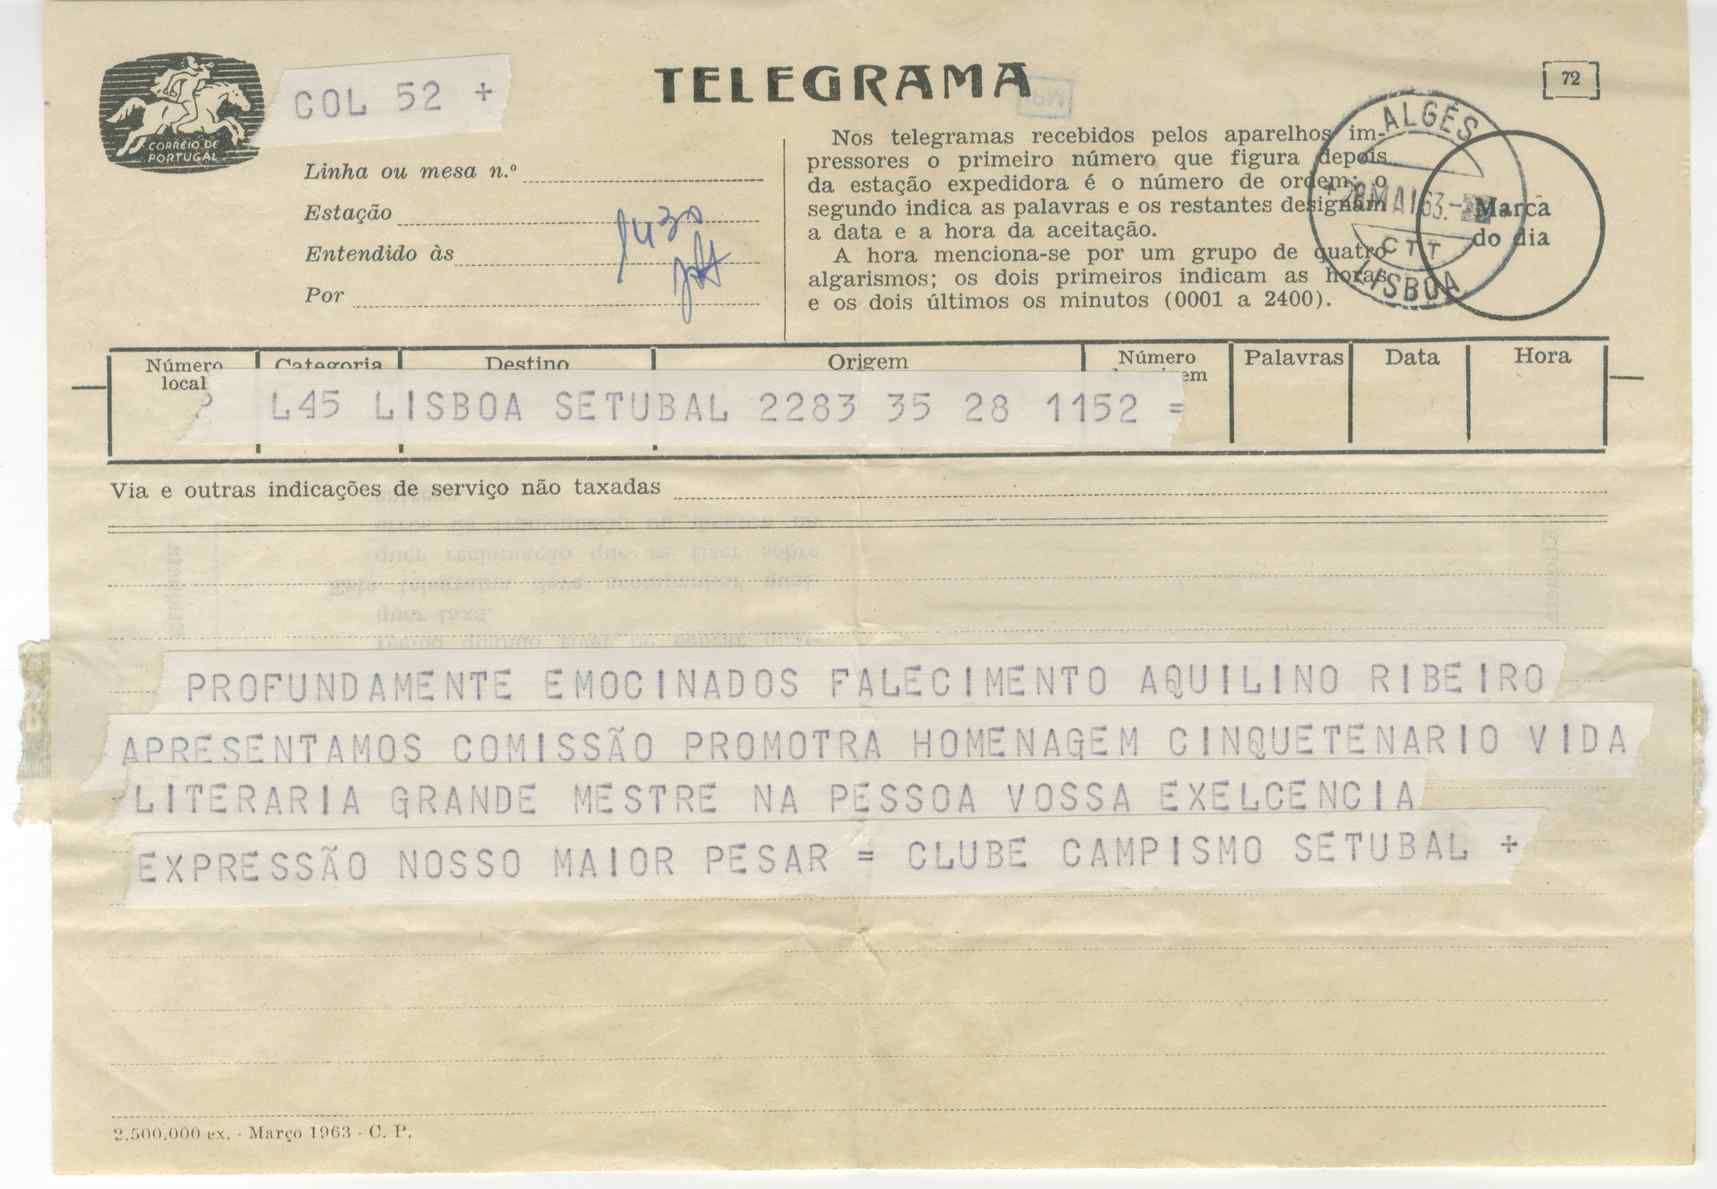 CORREIO DE
PORTUGAL
COL 52 +
TELEGRAMA
72
Linha ou mesa n.º
Estação
Entendido às
Por
Nos telegramas recebidos pelos aparelhos im-
pressores o primeiro número que figura depois
da estação expedidora é o número de ordem; o
segundo indica as palavras e os restantes designam
a data e a hora da aceitação.
A hora menciona-se por um grupo de quatro
algarismos; os dois primeiros indicam as horas
e os dois últimos os minutos (0001 a 2400).
ALGÉS
28 MAI 63
CTT
LISBOA
Marca
do dia
Número
local
Categoria
Destino
Origem
Número
Palavras
Data
Hora
L45 LISBOA SETUBAL 2283 35 28 1152 =
Via e outras indicações de serviço não taxadas
PROFUNDAMENTE EMOCINADOS FALECIMENTO AQUILINO RIBEIRO
APRESENTAMOS COMISSÃO PROMOTRA HOMENAGEM CINQUETENARIO VIDA
LITERARIA GRANDE MESTRE NA PESSOA VOSSA EXELCENCIA
EXPRESSÃO NOSSO MAIOR PESAR = CLUBE CAMPISMO SETUBAL +
2.500.000 ex. - Março 1963 - C. P.